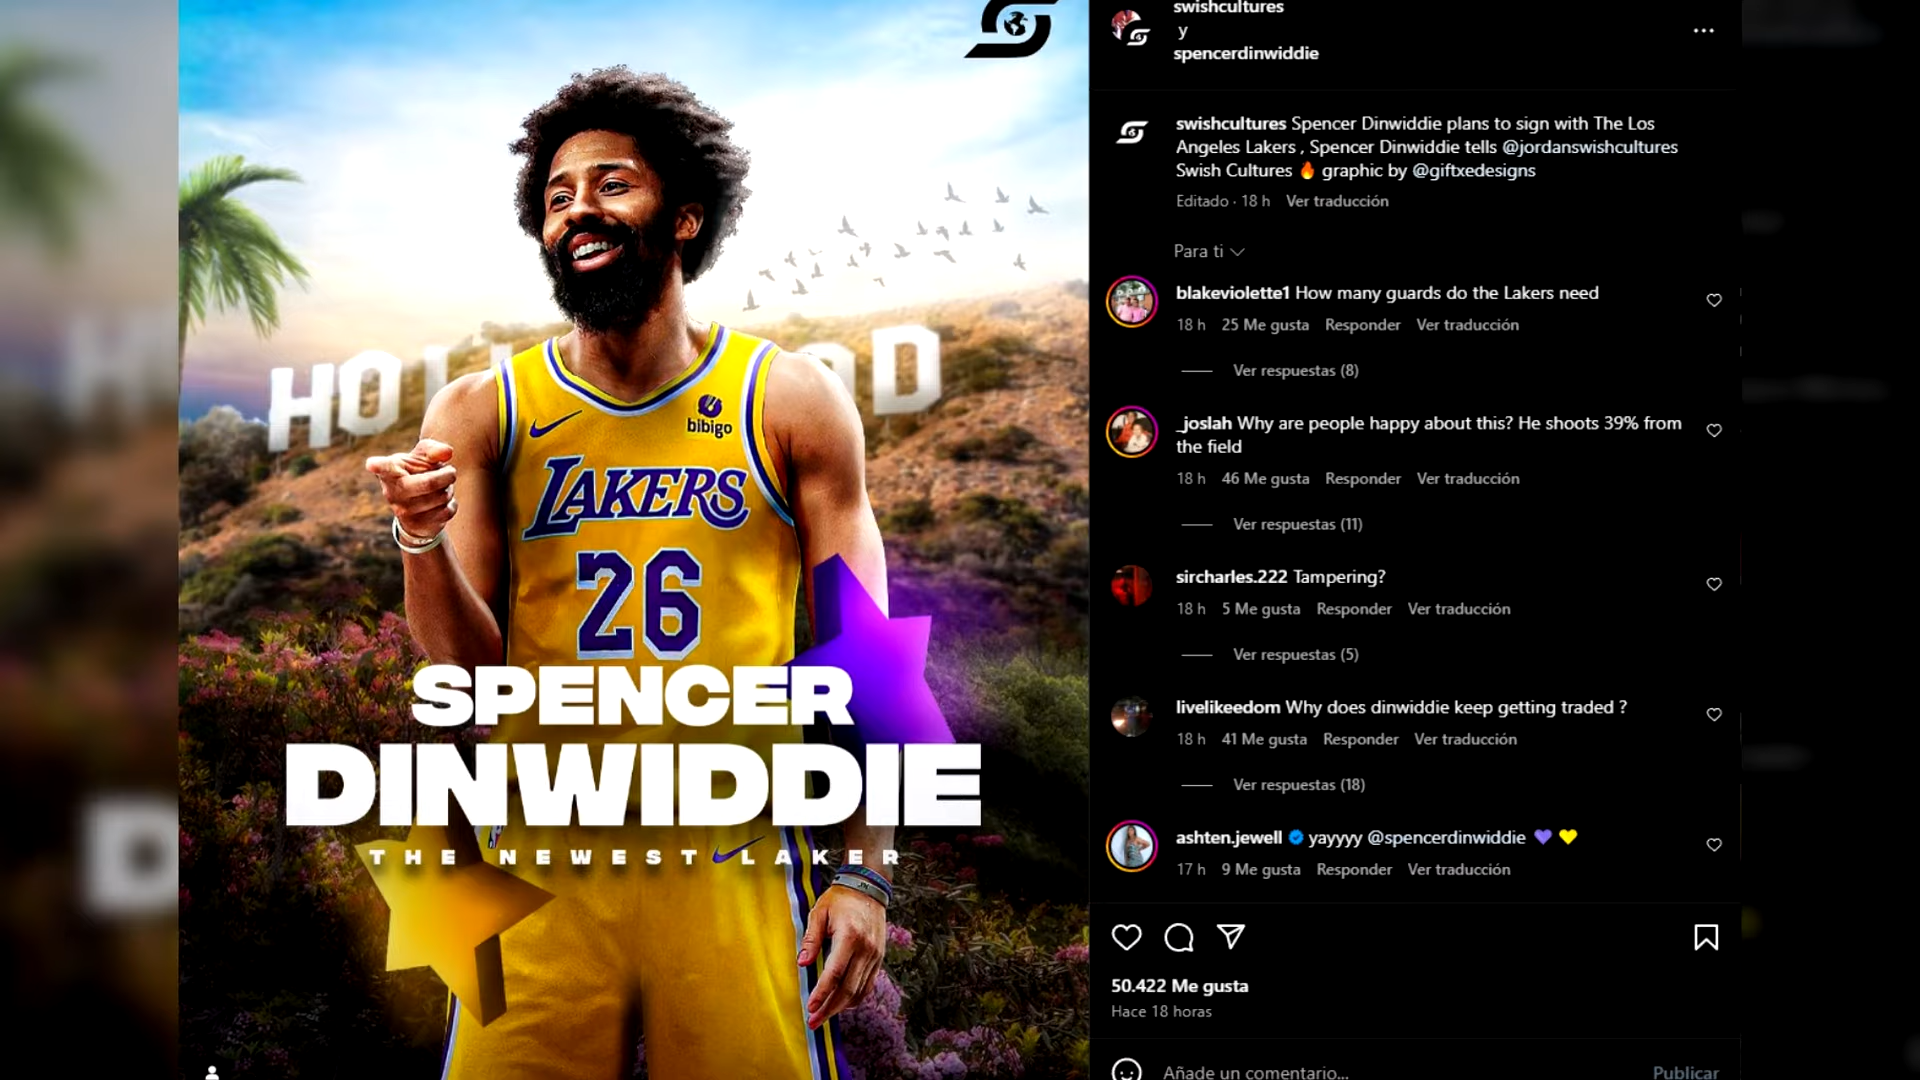 HO
OD
bibigo
LAKERS
26
SPENCER
DINWIDDIE
THE NEWEST LAKER
swishcultures
y
spencerdinwiddie
swishcultures Spencer Dinwiddie plans to sign with The Los
Angeles Lakers , Spencer Dinwiddie tells @jordanswishcultures
Swish Cultures 🔥 graphic by @giftxedesigns
Editado · 18 h Ver traducción
Para ti
blakeviolette1 How many guards do the Lakers need
18 h 25 Me gusta Responder Ver traducción
Ver respuestas (8)
_joslah Why are people happy about this? He shoots 39% from
the field
18 h 46 Me gusta Responder Ver traducción
Ver respuestas (11)
sircharles.222 Tampering?
18 h 5 Me gusta Responder Ver traducción
Ver respuestas (5)
livelikeedom Why does dinwiddie keep getting traded ?
18 h 41 Me gusta Responder Ver traducción
Ver respuestas (18)
ashten.jewell yayyyy @spencerdinwiddie 💜 💛
17 h 9 Me gusta Responder Ver traducción
50.422 Me gusta
Hace 18 horas
Añade un comentario...
Publicar